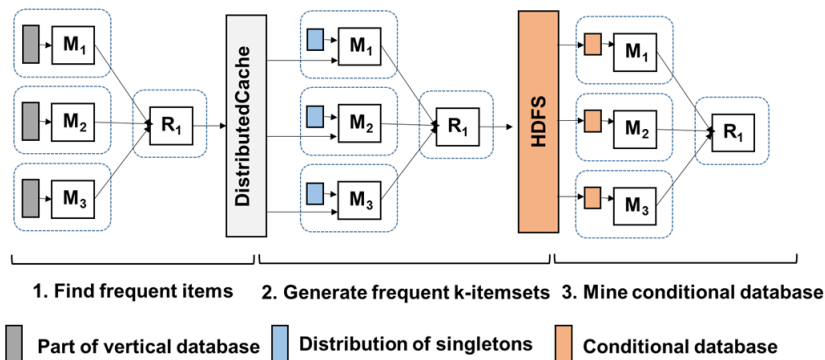 M1
M2
M3
R1
DistributedCache
M1
M2
M3
R1
HDFS
M1
M2
M3
R1
1. Find frequent items
2. Generate frequent k-itemsets
3. Mine conditional database
Part of vertical database
Distribution of singletons
Conditional database